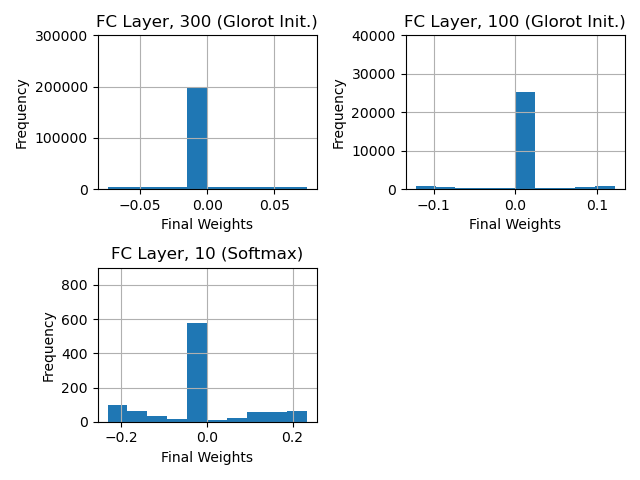 FC Layer, 300 (Glorot Init.)
300000
200000
100000
0
Frequency
−0.05
0.00
0.05
Final Weights
FC Layer, 100 (Glorot Init.)
40000
30000
20000
10000
0
Frequency
−0.1
0.0
0.1
Final Weights
FC Layer, 10 (Softmax)
800
600
400
200
0
Frequency
−0.2
0.0
0.2
Final Weights